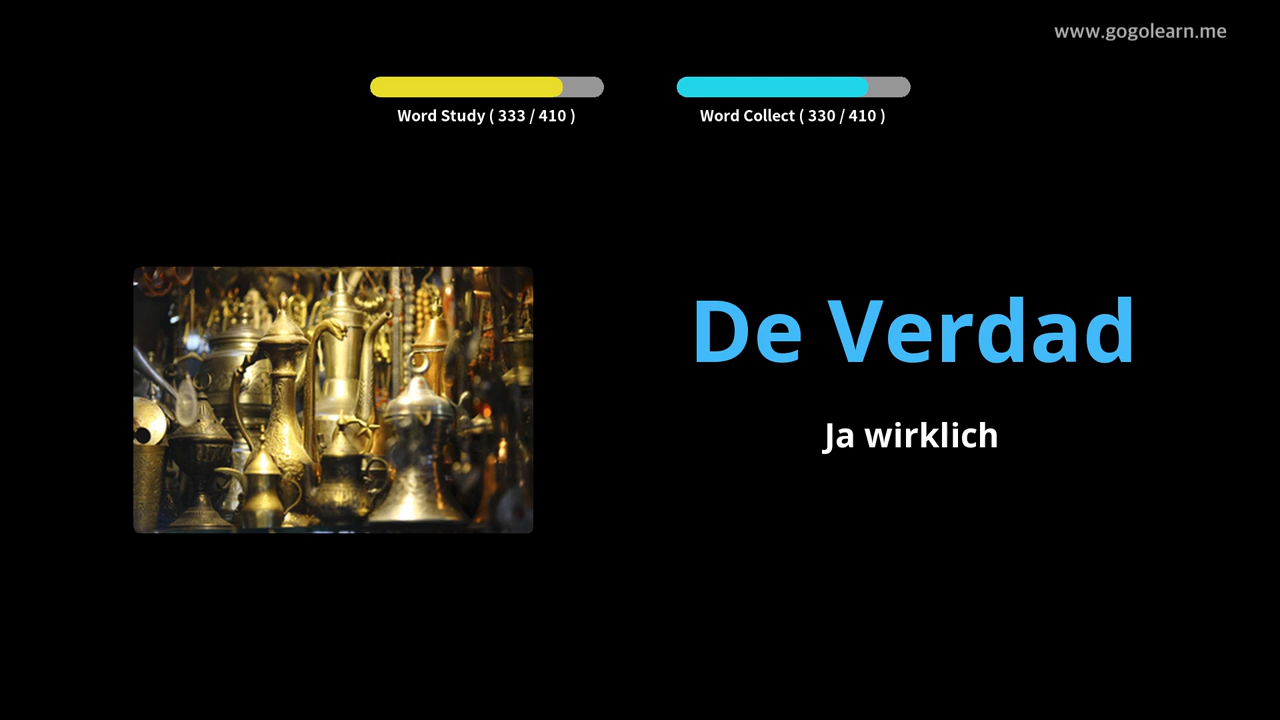 www.gogolearn.me
Word Study ( 333 / 410 )
Word Collect ( 330 / 410 )
De Verdad
Ja wirklich